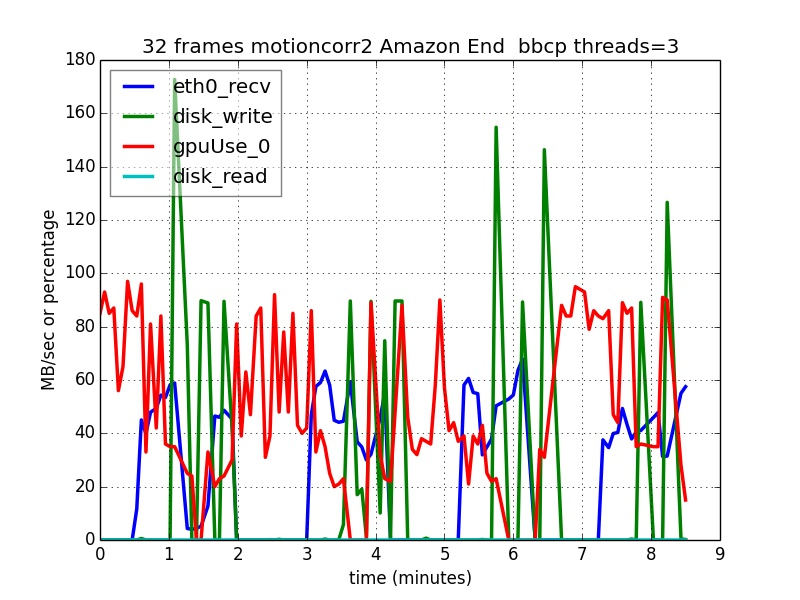 32 frames motioncorr2 Amazon End  bbcp threads=3
180
160
140
120
100
80
60
40
20
0
MB/sec or percentage
eth0_recv
disk_write
gpuUse_0
disk_read
0 1 2 3 4 5 6 7 8 9
time (minutes)